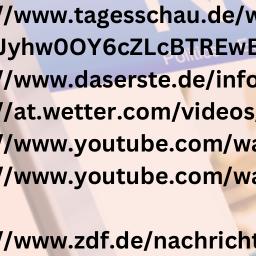 //www.tagesschau.de/w
Jyhw0OY6cZLcBTREwE
//www.daserste.de/info
//at.wetter.com/videos/
//www.youtube.com/wa
//www.youtube.com/wa
//www.zdf.de/nachricht